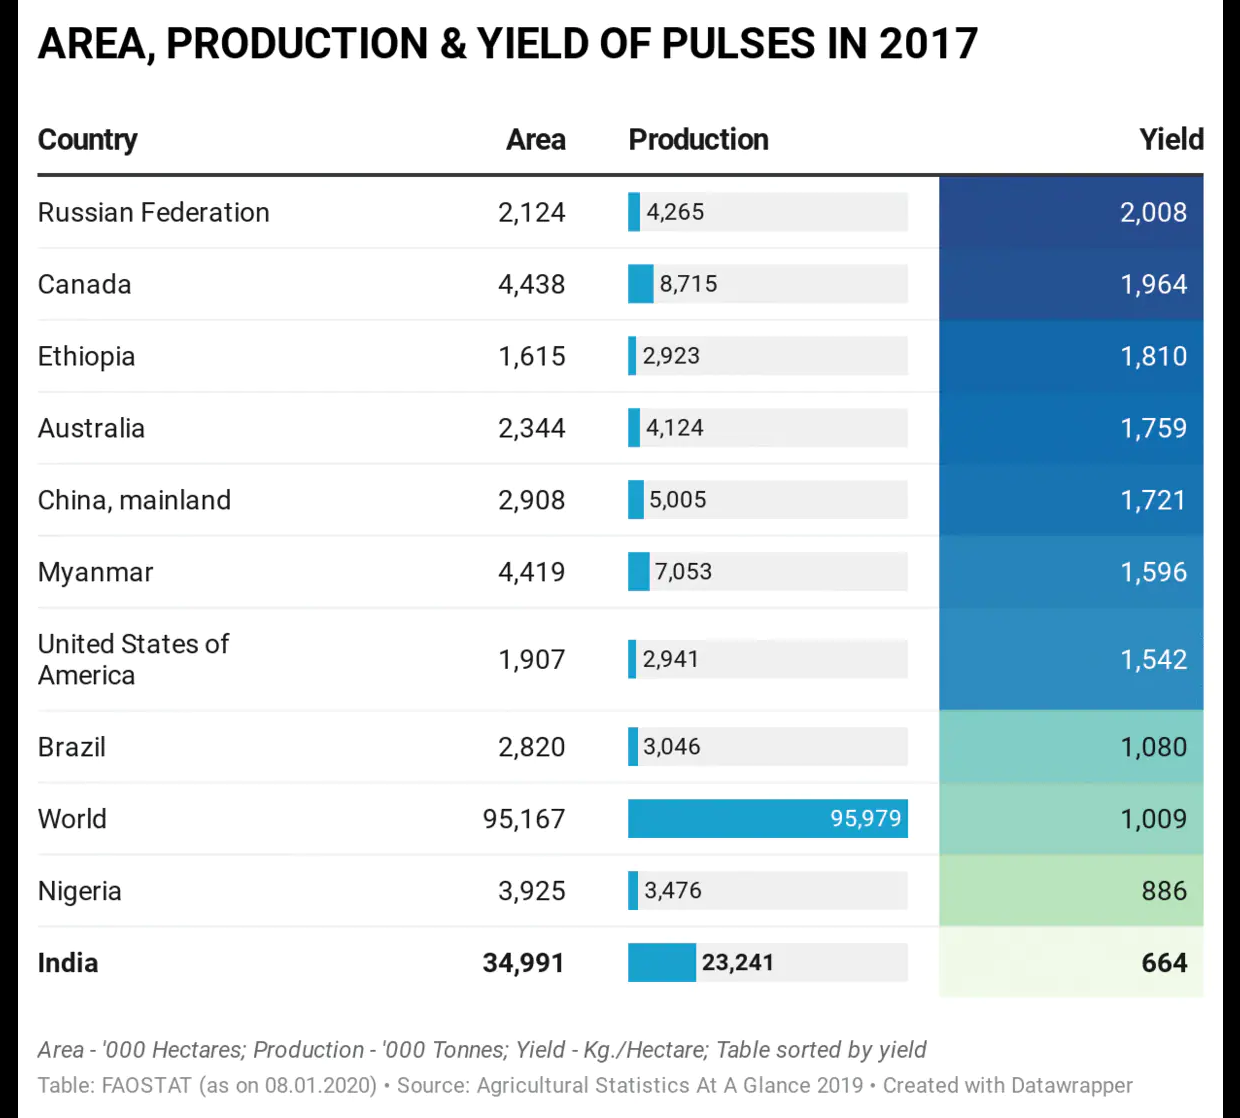 AREA, PRODUCTION & YIELD OF PULSES IN 2017
Country Area Production Yield
Russian Federation 2,124 4,265 2,008
Canada 4,438 8,715 1,964
Ethiopia 1,615 2,923 1,810
Australia 2,344 4,124 1,759
China, mainland 2,908 5,005 1,721
Myanmar 4,419 7,053 1,596
United States of
America 1,907 2,941 1,542
Brazil 2,820 3,046 1,080
World 95,167 95,979 1,009
Nigeria 3,925 3,476 886
India 34,991 23,241 664
Area - '000 Hectares; Production - '000 Tonnes; Yield - Kg./Hectare; Table sorted by yield
Table: FAOSTAT (as on 08.01.2020) • Source: Agricultural Statistics At A Glance 2019 • Created with Datawrapper